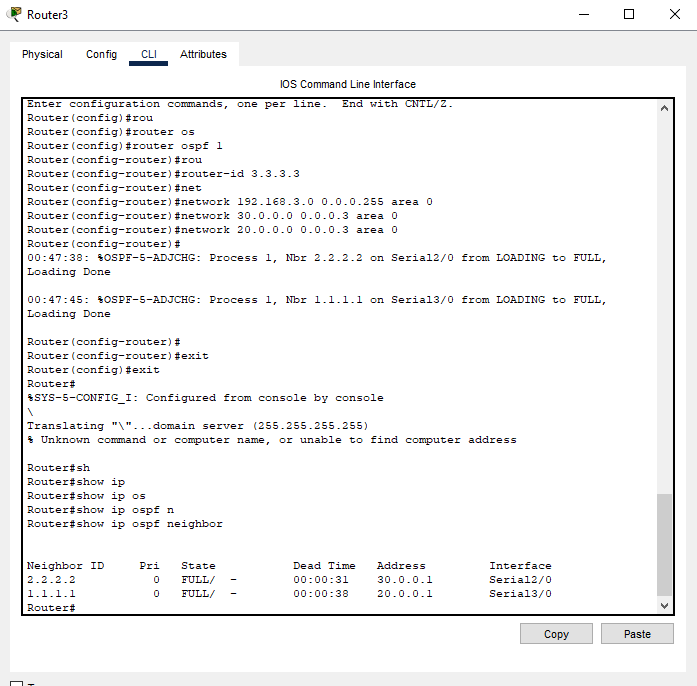 Router3
Physical Config CLI Attributes
IOS Command Line Interface
Enter configuration commands, one per line.  End with CNTL/Z.
Router(config)#rou
Router(config)#router os
Router(config)#router ospf 1
Router(config-router)#rou
Router(config-router)#router-id 3.3.3.3
Router(config-router)#net
Router(config-router)#network 192.168.3.0 0.0.0.255 area 0
Router(config-router)#network 30.0.0.0 0.0.0.3 area 0
Router(config-router)#network 20.0.0.0 0.0.0.3 area 0
Router(config-router)#
00:47:38: %OSPF-5-ADJCHG: Process 1, Nbr 2.2.2.2 on Serial2/0 from LOADING to FULL,
Loading Done
00:47:45: %OSPF-5-ADJCHG: Process 1, Nbr 1.1.1.1 on Serial3/0 from LOADING to FULL,
Loading Done
Router(config-router)#
Router(config-router)#exit
Router(config)#exit
Router#
%SYS-5-CONFIG_I: Configured from console by console
\
Translating "\"...domain server (255.255.255.255)
% Unknown command or computer name, or unable to find computer address
Router#sh
Router#show ip
Router#show ip os
Router#show ip ospf n
Router#show ip ospf neighbor
Neighbor ID     Pri   State           Dead Time   Address         Interface
2.2.2.2           0   FULL/  -        00:00:31    30.0.0.1        Serial2/0
1.1.1.1           0   FULL/  -        00:00:38    20.0.0.1        Serial3/0
Router#
Copy Paste